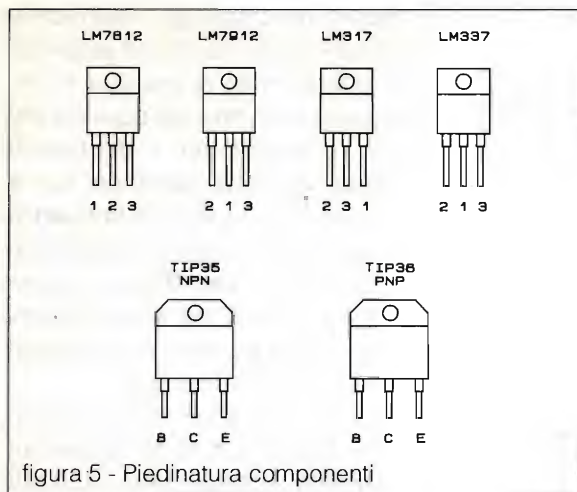 LM7812 LM7912 LM317 LM337
1 2 3 2 1 3 2 3 1 2 1 3
TIP35 TIP36
NPN PNP
B C E B C E
figura 5 - Piedinatura componenti